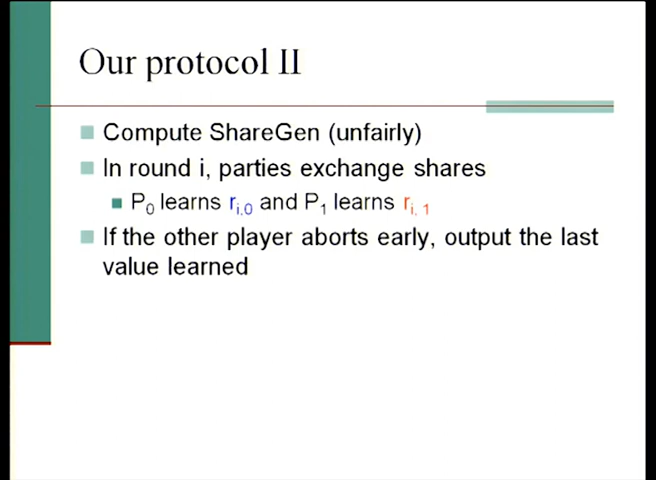 Our protocol II
Compute ShareGen (unfairly)
In round i, parties exchange shares
P0 learns ri,0 and P1 learns ri, 1
If the other player aborts early, output the last
value learned